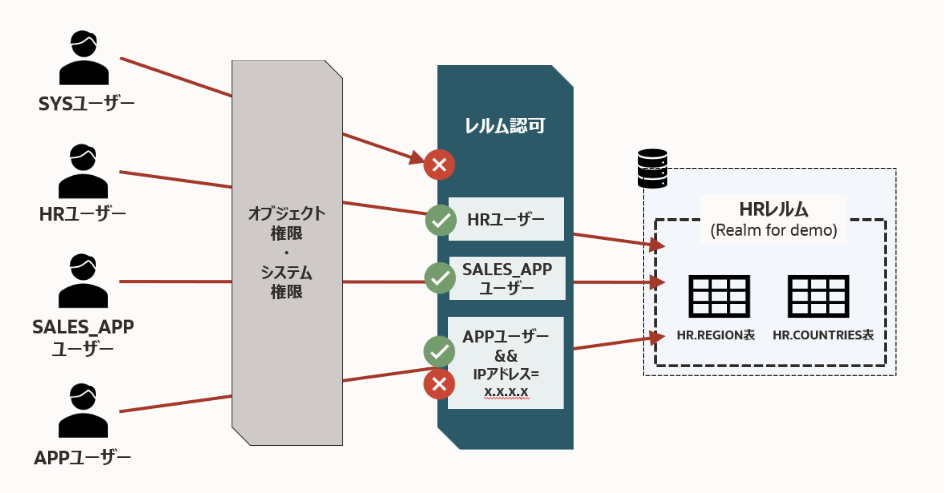 SYSユーザー
HRユーザー
SALES_APP
ユーザー
APPユーザー
オブジェクト
権限
・
システム
権限
レルム認可
HRユーザー
SALES_APP
ユーザー
APPユーザー
&&
IPアドレス=
x.x.x.x
HRレルム
(Realm for demo)
HR.REGION表
HR.COUNTRIES表